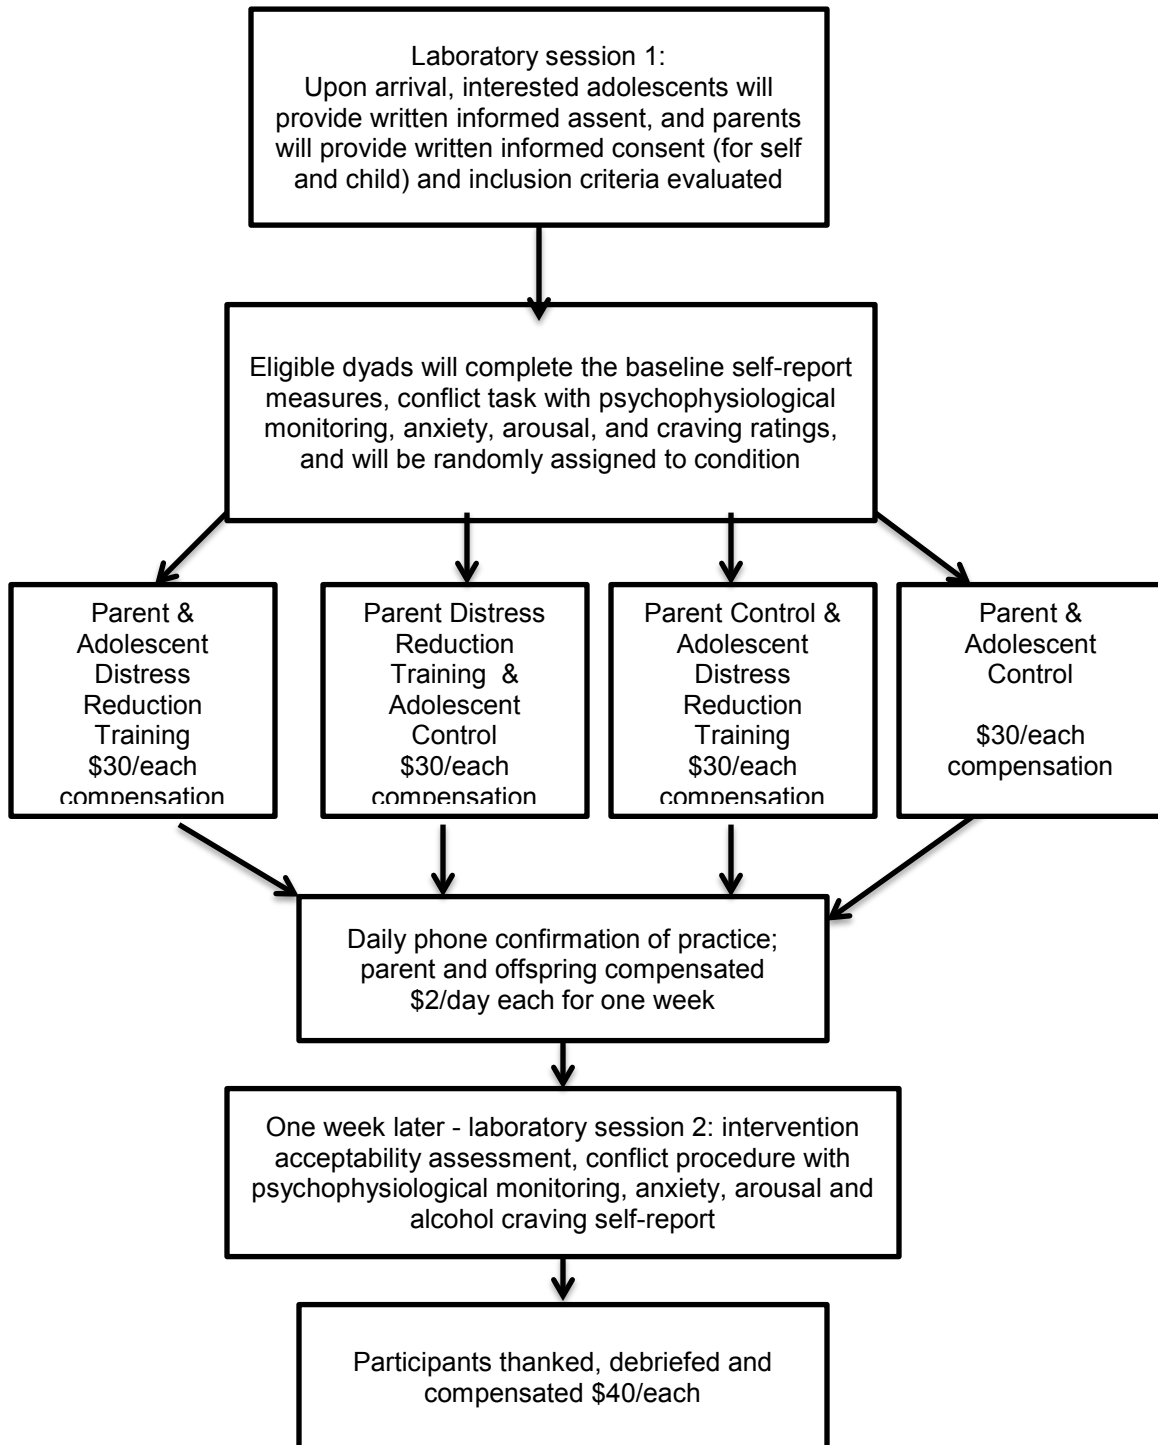 Laboratory session 1:
Upon arrival, interested adolescents will
provide written informed assent, and parents
will provide written informed consent (for self
and child) and inclusion criteria evaluated
Eligible dyads will complete the baseline self-report
measures, conflict task with psychophysiological
monitoring, anxiety, arousal, and craving ratings,
and will be randomly assigned to condition
Parent &
Adolescent
Distress
Reduction
Training
$30/each
compensation
Parent Distress
Reduction
Training &
Adolescent
Control
$30/each
compensation
Parent Control &
Adolescent
Distress
Reduction
Training
$30/each
compensation
Parent &
Adolescent
Control
$30/each
compensation
Daily phone confirmation of practice;
parent and offspring compensated
$2/day each for one week
One week later - laboratory session 2: intervention
acceptability assessment, conflict procedure with
psychophysiological monitoring, anxiety, arousal and
alcohol craving self-report
Participants thanked, debriefed and
compensated $40/each